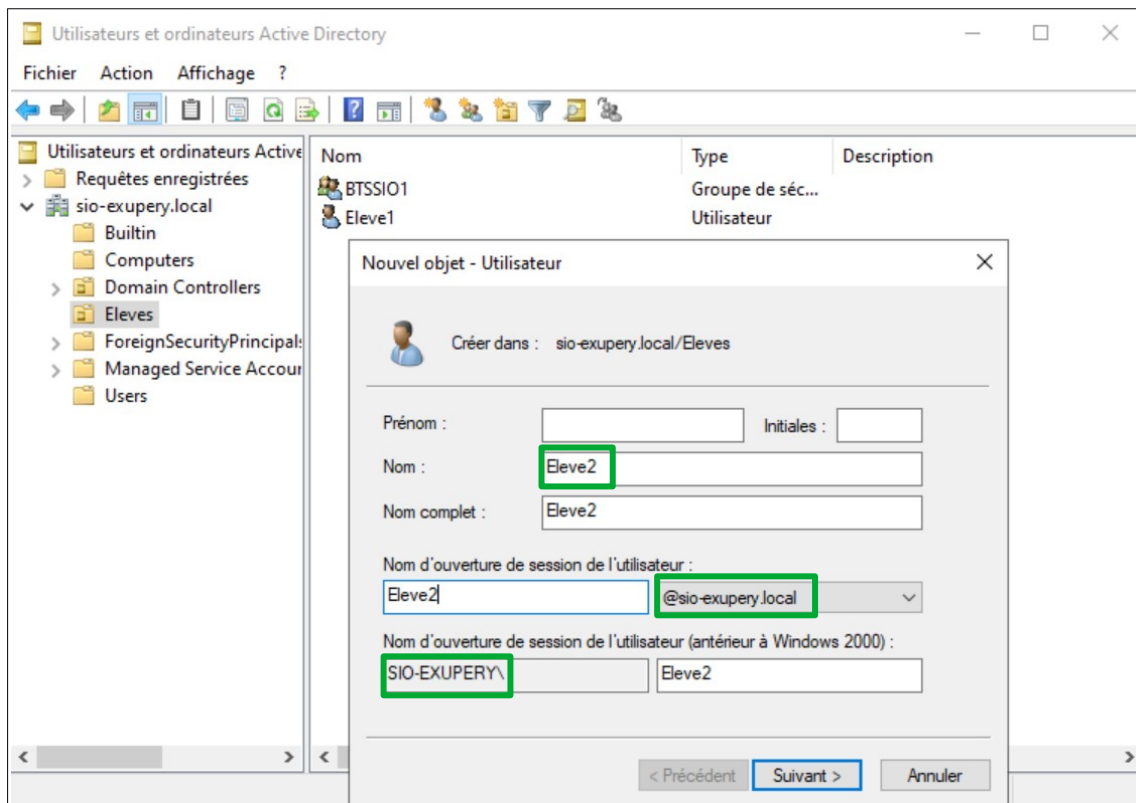 Utilisateurs et ordinateurs Active Directory
Fichier Action Affichage ?
Utilisateurs et ordinateurs Active
Requêtes enregistrées
sio-exupery.local
Builtin
Computers
Domain Controllers
Eleves
ForeignSecurityPrincipals
Managed Service Accour
Users
Nom Type Description
BTSSIO1 Groupe de séc...
Eleve1 Utilisateur
Nouvel objet - Utilisateur
Créer dans : sio-exupery.local/Eleves
Prénom : Initiales :
Nom : Eleve2
Nom complet : Eleve2
Nom d'ouverture de session de l'utilisateur :
Eleve2 @sio-exupery.local
Nom d'ouverture de session de l'utilisateur (antérieur à Windows 2000) :
SIO-EXUPERY\ Eleve2
< Précédent Suivant > Annuler